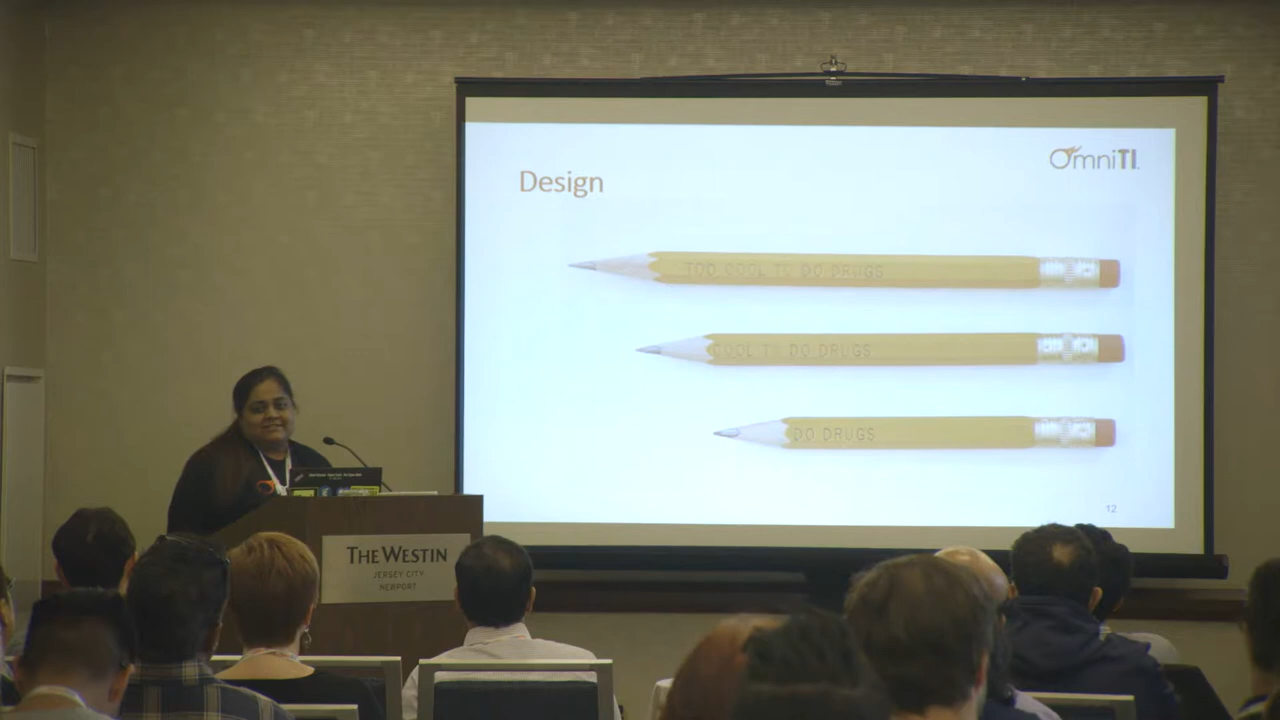 OmniTI
Design
TOO COOL TO DO DRUGS
COOL TO DO DRUGS
DO DRUGS
12
THE WESTIN
JERSEY CITY
NEWPORT